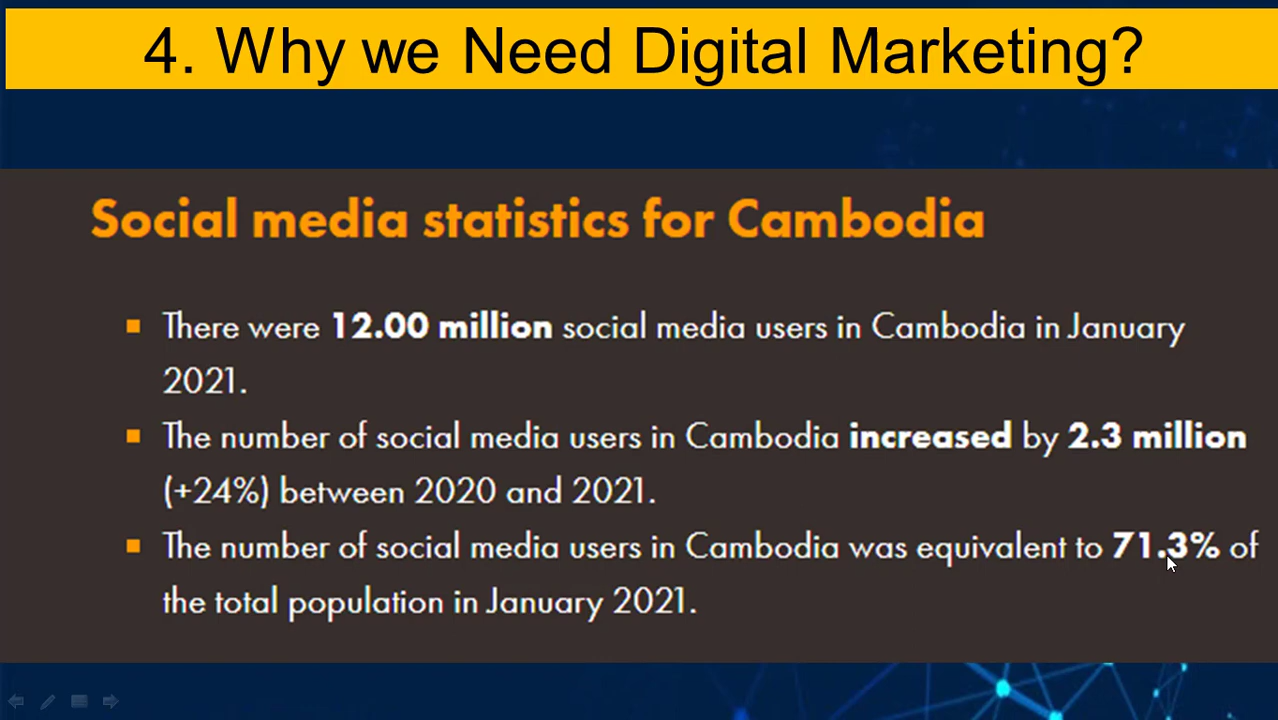 4. Why we Need Digital Marketing?
Social media statistics for Cambodia
There were 12.00 million social media users in Cambodia in January
2021.
The number of social media users in Cambodia increased by 2.3 million
(+24%) between 2020 and 2021.
The number of social media users in Cambodia was equivalent to 71.3% of
the total population in January 2021.